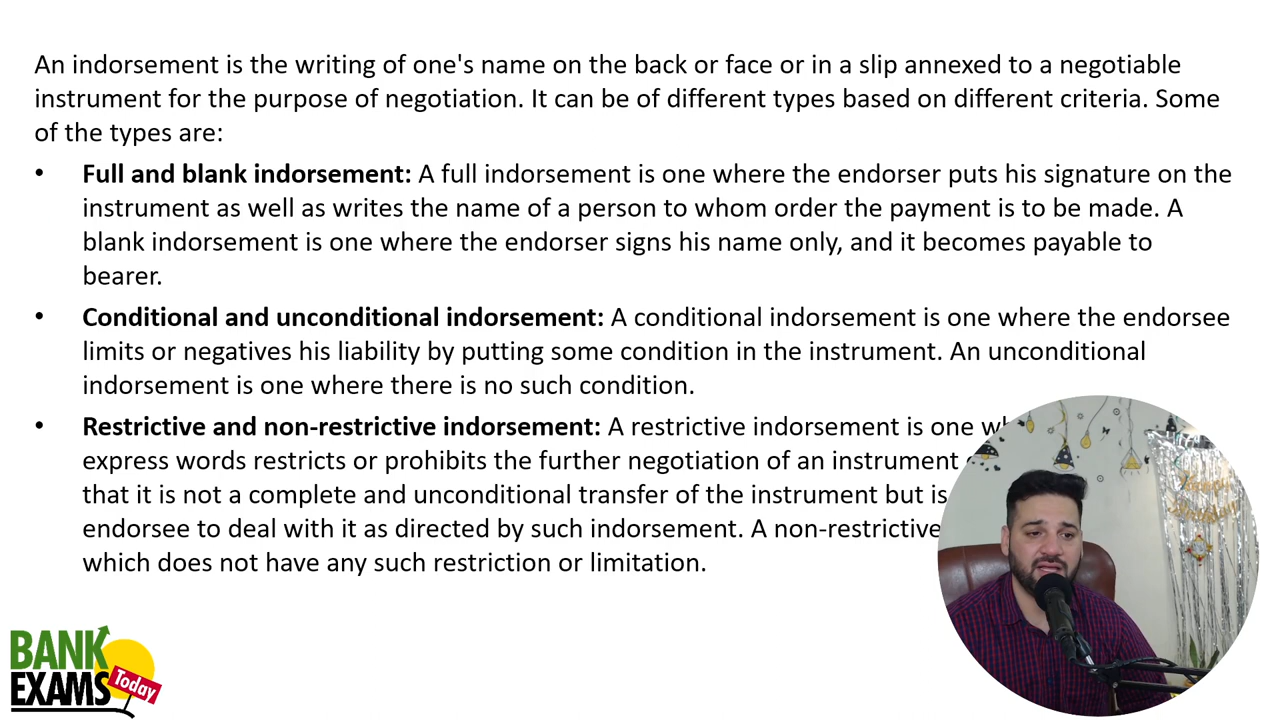 An indorsement is the writing of one's name on the back or face or in a slip annexed to a negotiable
instrument for the purpose of negotiation. It can be of different types based on different criteria. Some
of the types are:
• Full and blank indorsement: A full indorsement is one where the endorser puts his signature on the
instrument as well as writes the name of a person to whom order the payment is to be made. A
blank indorsement is one where the endorser signs his name only, and it becomes payable to
bearer.
• Conditional and unconditional indorsement: A conditional indorsement is one where the endorsee
limits or negatives his liability by putting some condition in the instrument. An unconditional
indorsement is one where there is no such condition.
• Restrictive and non-restrictive indorsement: A restrictive indorsement is one
express words restricts or prohibits the further negotiation of an instrument
that it is not a complete and unconditional transfer of the instrument but is
endorsee to deal with it as directed by such indorsement. A non-restrictive
which does not have any such restriction or limitation.
BANK
EXAMS
Today